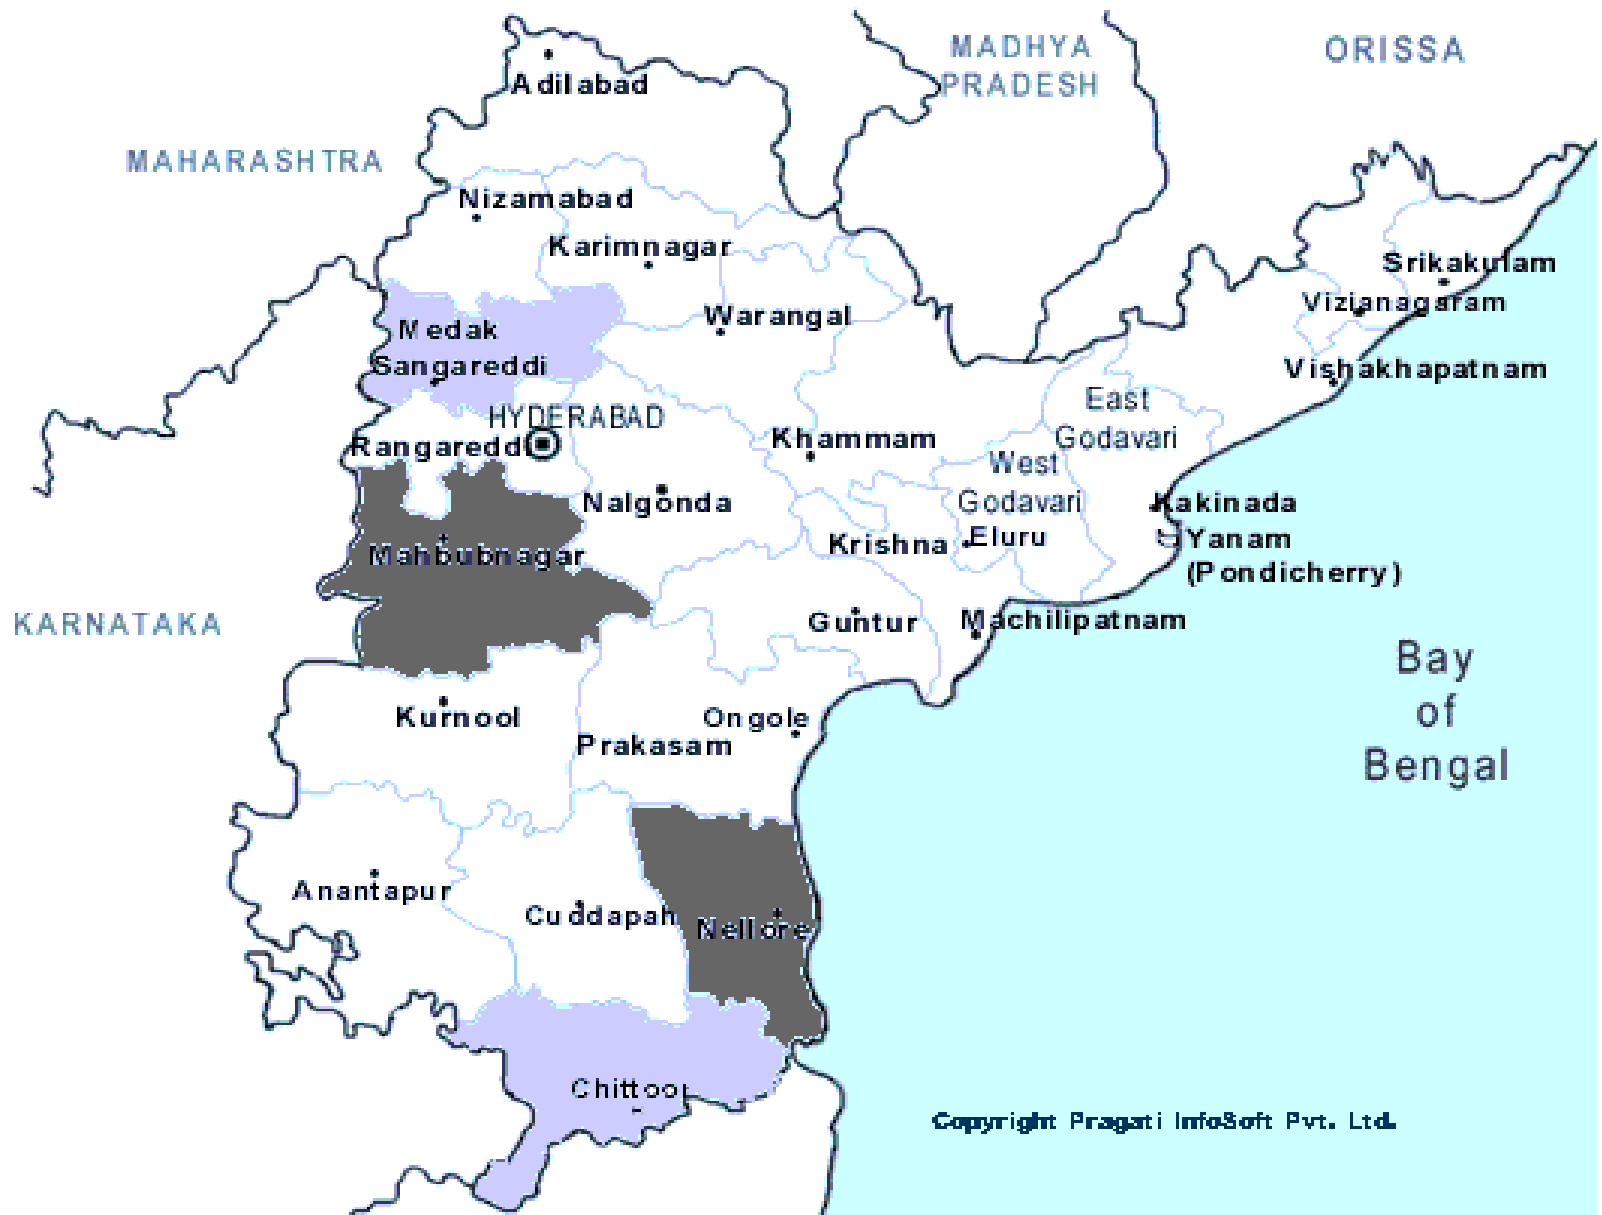 MADHYA
PRADESH
ORISSA
Adilabad
MAHARASHTRA
Nizamabad
Karimnagar
Srikakulam
Vizianagaram
Warangal
Medak
Sangareddi
Vishakhapatnam
East
Godavari
HYDERABAD
Rangareddi
Khammam
West
Godavari
Nalgonda
Kakinada
Krishna
Eluru
Yanam
(Pondicherry)
Mahbubnagar
KARNATAKA
Guntur
Machilipatnam
Bay
of
Bengal
Kurnool
Ongole
Prakasam
Anantapur
Cuddapah
Nellore
Chittoor
Copyright Pragati InfoSoft Pvt. Ltd.